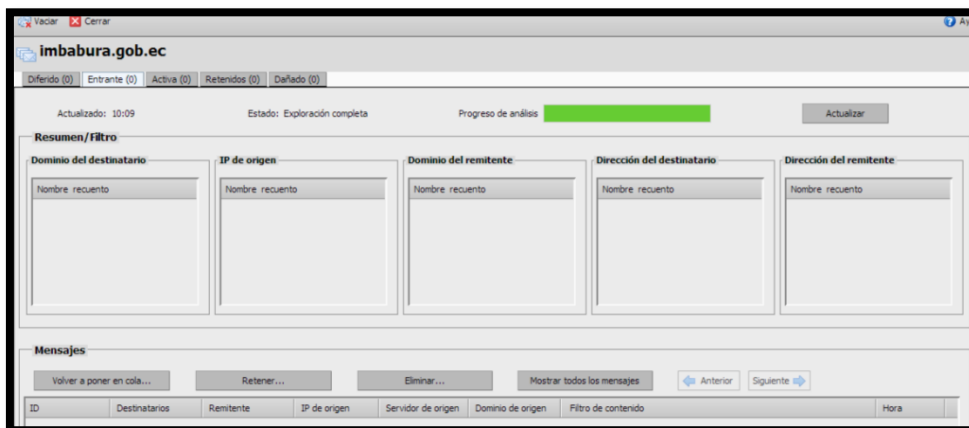 Vaciar Cerrar
imbabura.gob.ec
Diferido (0) Entrante (0) Activa (0) Retenidos (0) Dañado (0)
Actualizado: 10:09 Estado: Exploración completa Progreso de análisis Actualizar
Resumen/Filtro
Dominio del destinatario IP de origen Dominio del remitente Dirección del destinatario Dirección del remitente
Nombre recuento Nombre recuento Nombre recuento Nombre recuento Nombre recuento
Mensajes
Volver a poner en cola... Retener... Eliminar... Mostrar todos los mensajes Anterior Siguiente
ID Destinatarios Remitente IP de origen Servidor de origen Dominio de origen Filtro de contenido Hora